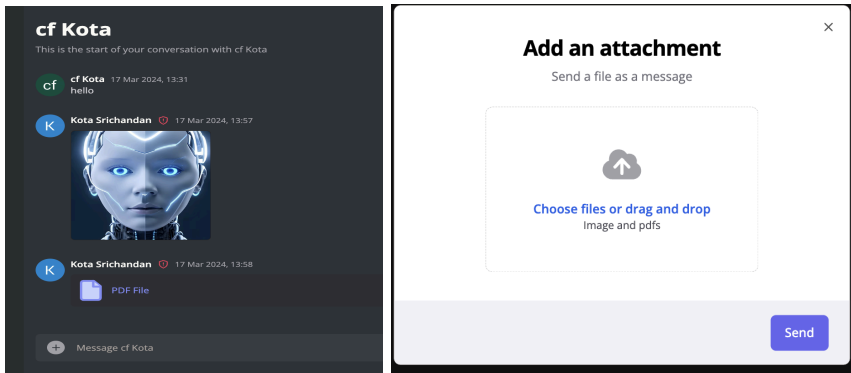 cf Kota
This is the start of your conversation with cf Kota
cf
cf Kota 17 Mar 2024, 13:31
hello
K
Kota Srichandan 17 Mar 2024, 13:57
K
Kota Srichandan 17 Mar 2024, 13:58
PDF File
Message cf Kota
Add an attachment
Send a file as a message
Choose files or drag and drop
Image and pdfs
Send